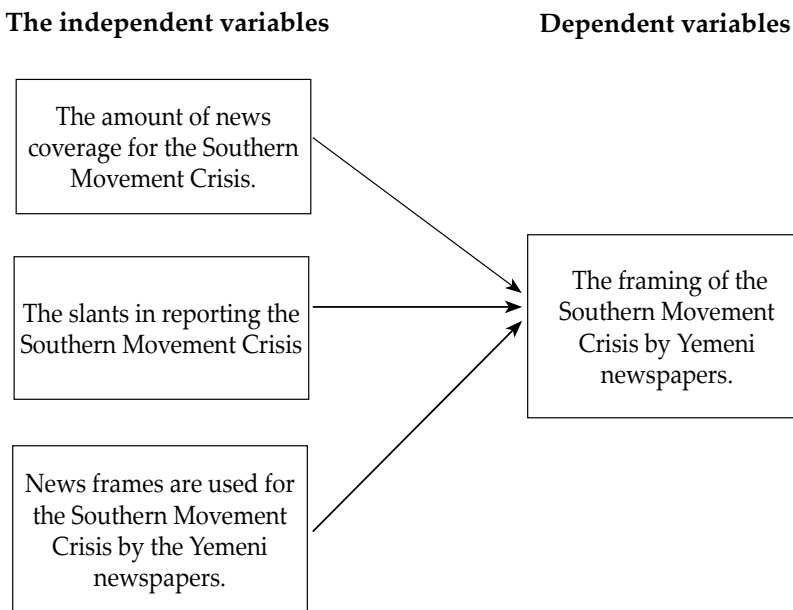 The independent variables
Dependent variables
The amount of news
coverage for the Southern
Movement Crisis.
The slants in reporting the
Southern Movement Crisis
News frames are used for
the Southern Movement
Crisis by the Yemeni
newspapers.
The framing of the
Southern Movement
Crisis by Yemeni
newspapers.